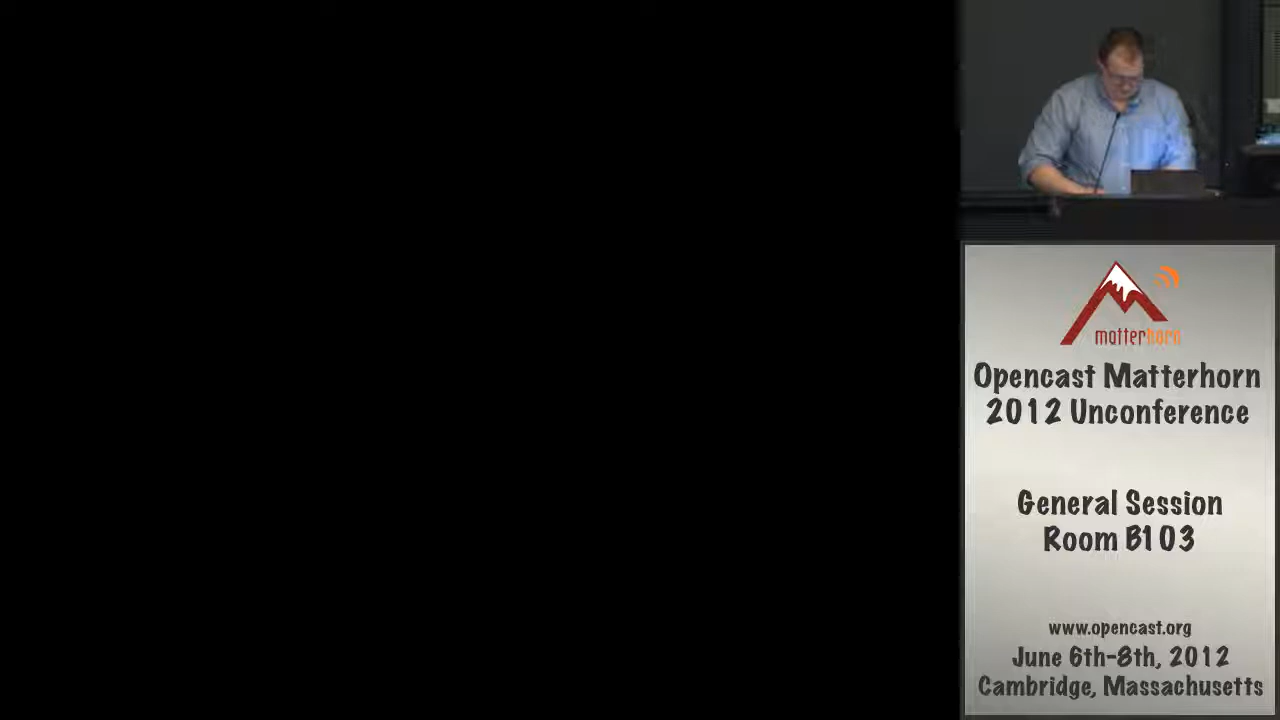 matterhorn
Opencast Matterhorn
2012 Unconference
General Session
Room B103
www.opencast.org
June 6th-8th, 2012
Cambridge, Massachusetts